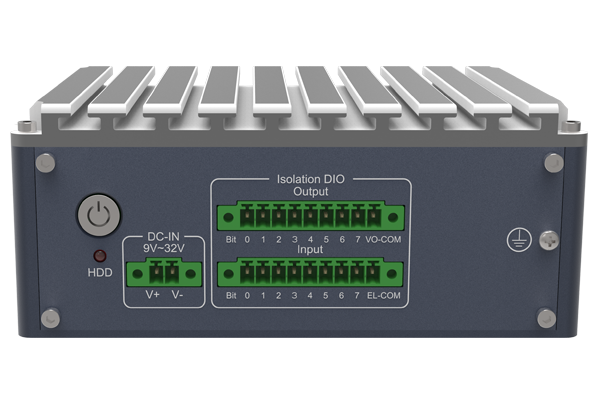 Isolation DIO
Output
Bit 0 1 2 3 4 5 6 7 VO-COM
Input
Bit 0 1 2 3 4 5 6 7 EL-COM
DC-IN
9V~32V
V+ V-
HDD